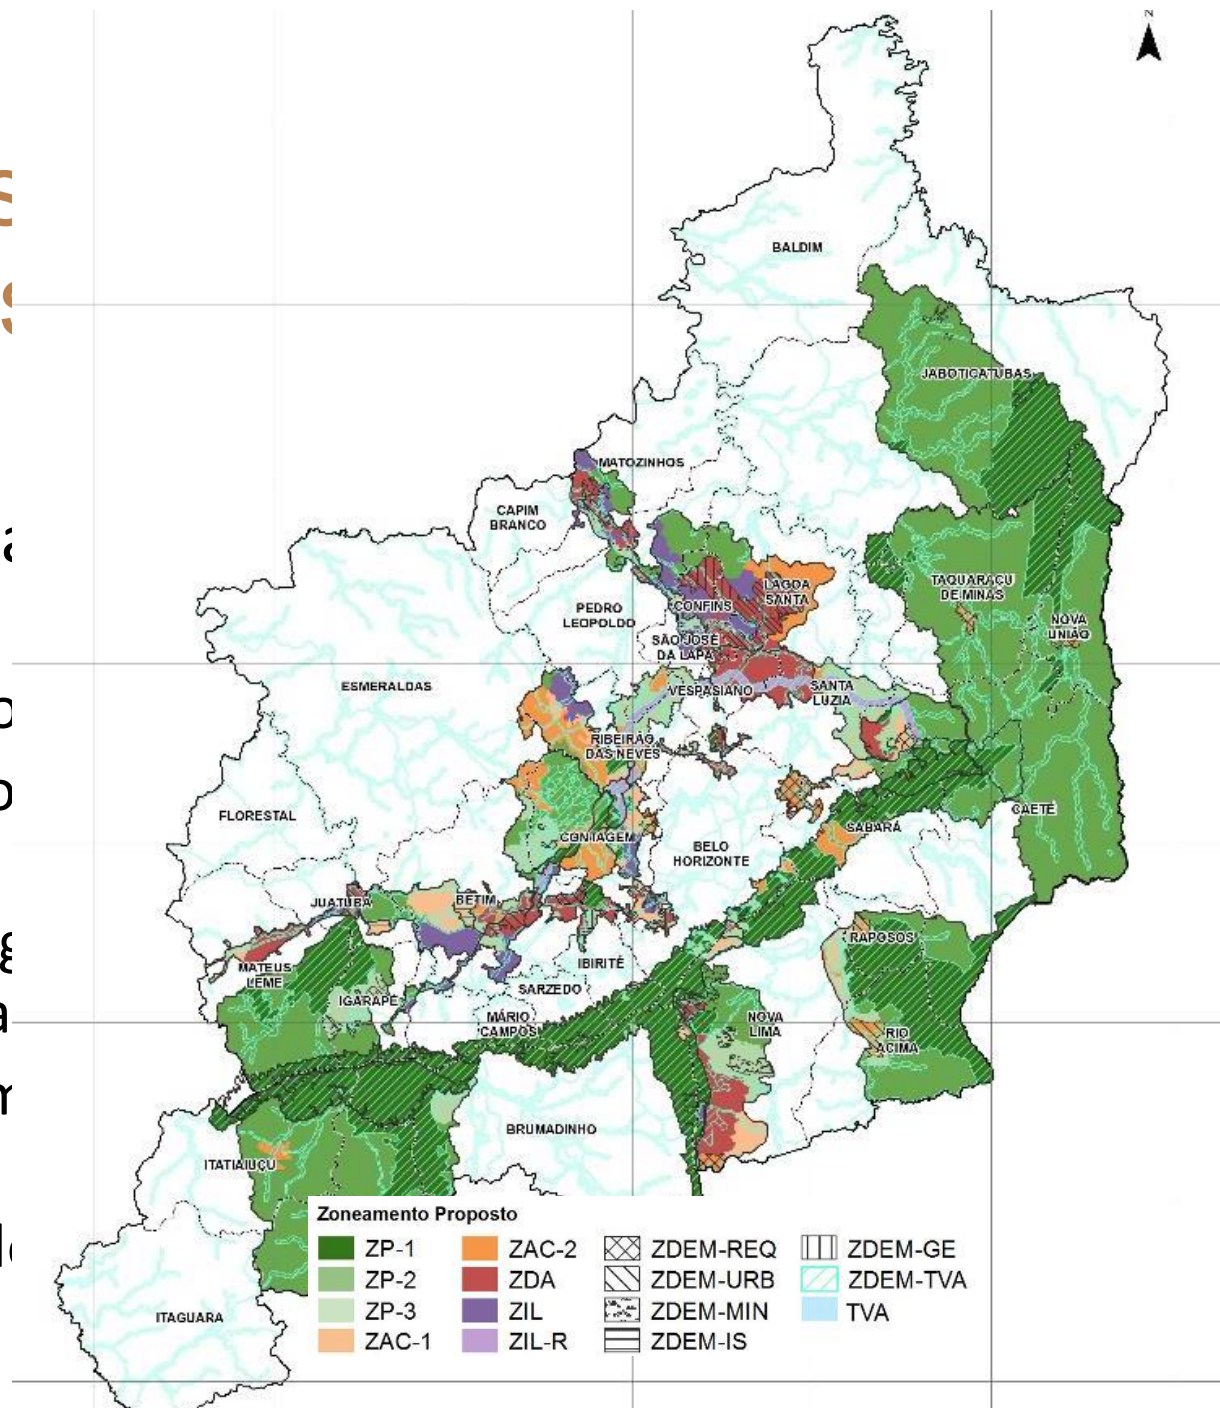 N
BALDIM
JABOTICATUBAS
MATOZINHOS
CAPIM
BRANCO
TAQUARAÇU
DE MINAS
LAGOA
SANTA
CONFINS
PEDRO
LEOPOLDO
NOVA
UNIÃO
SÃO JOSÉ
DA LAPA
ESMERALDAS
VESPASIANO
SANTA
LUZIA
RIBEIRÃO
DAS NEVES
FLORESTAL
CAETÉ
SABARÁ
CONTAGEM
BELO
HORIZONTE
JUATUBA
BETIM
RAPOSOS
MATEUS
LEME
IBIRITÉ
SARZEDO
IGARAPÉ
MÁRIO
CAMPOS
NOVA
LIMA
RIO
ACIMA
BRUMADINHO
ITATIAIUÇU
ITAGUARA
Zoneamento Proposto
ZP-1
ZP-2
ZP-3
ZAC-1
ZAC-2
ZDA
ZIL
ZIL-R
ZDEM-REQ
ZDEM-URB
ZDEM-MIN
ZDEM-IS
ZDEM-GE
ZDEM-TVA
TVA